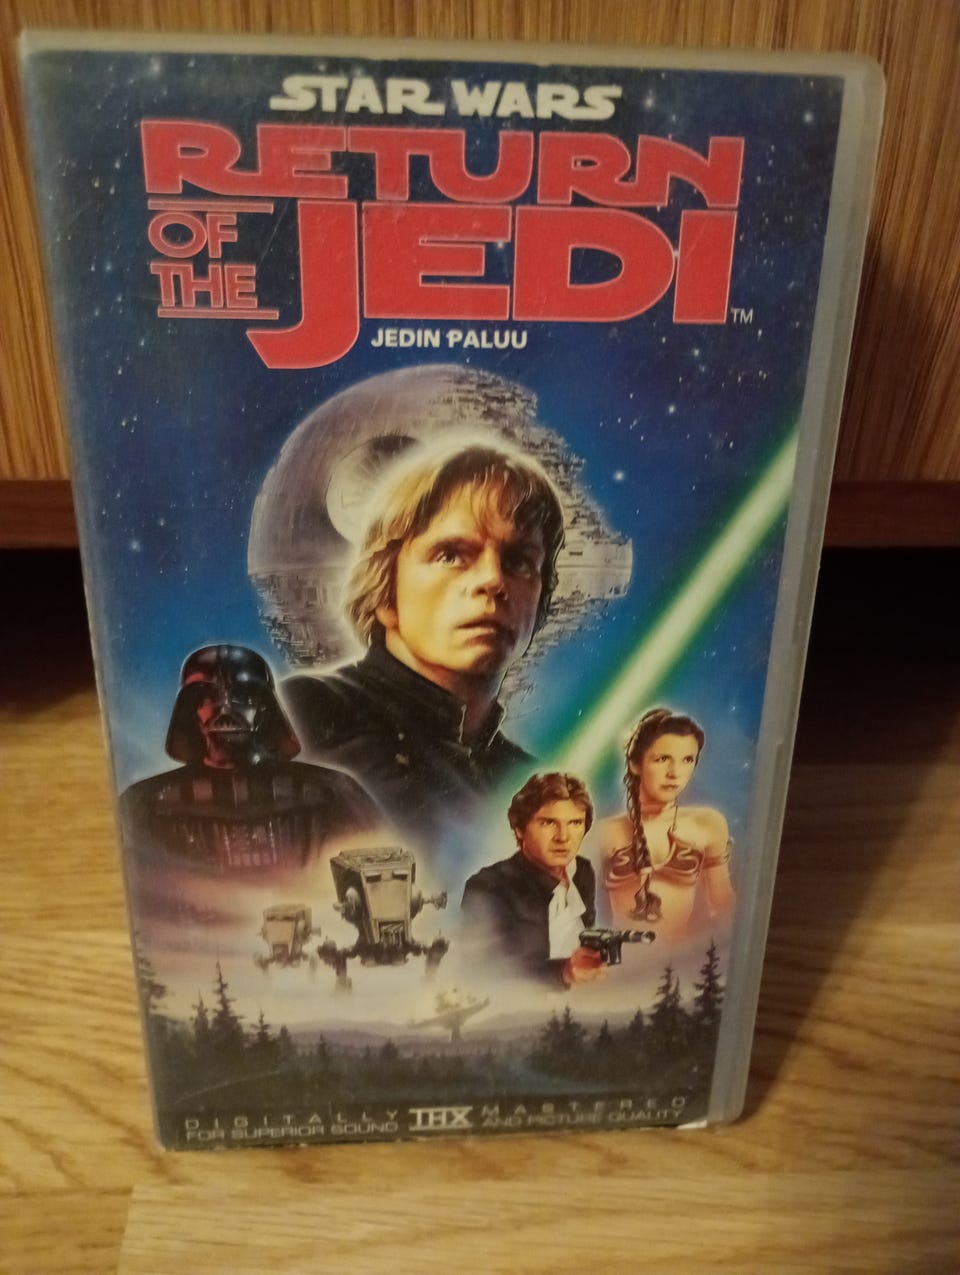 STAR WARS
RETURN
OF
THE
JEDI
TM
JEDIN PALUU
DIGITALLY THX MASTERED
FOR SUPERIOR SOUND AND PICTURE QUALITY